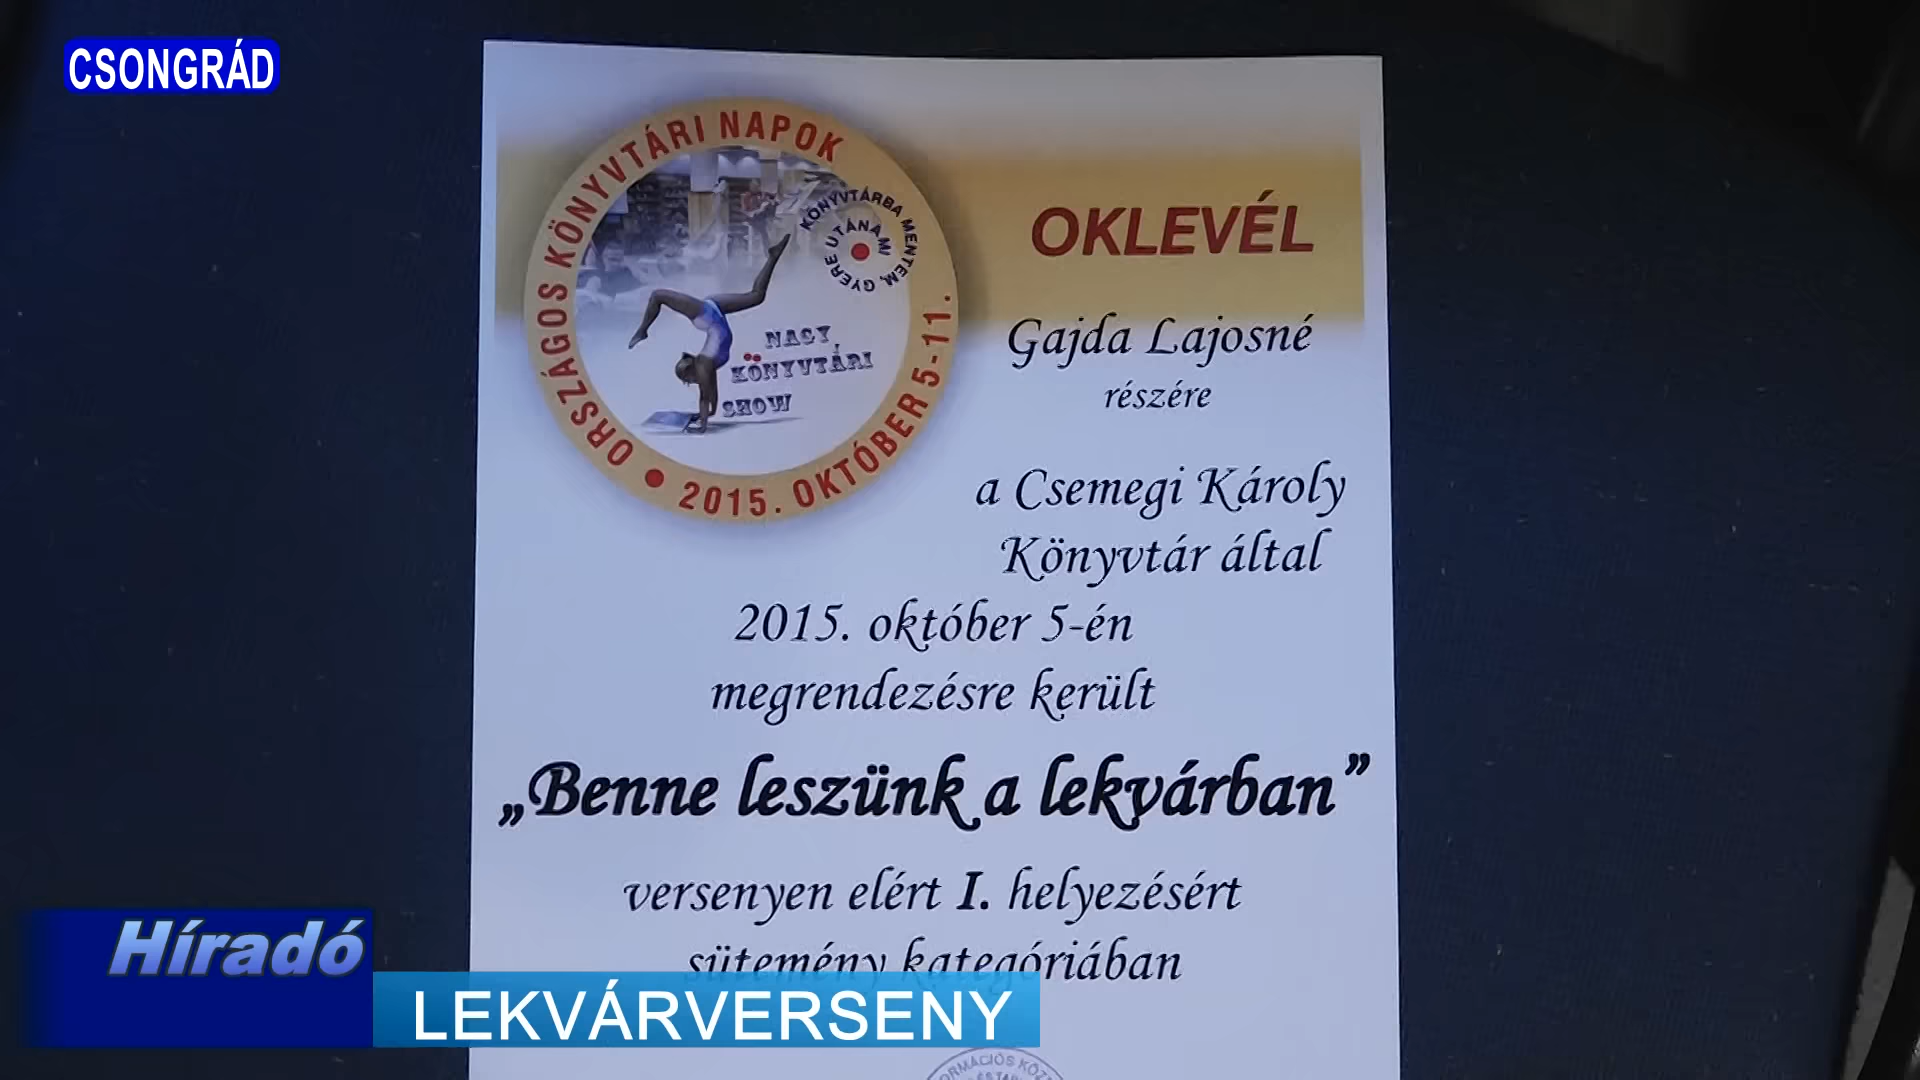 CSONGRÁD
ORSZÁGOS KÖNYVTÁRI NAPOK
2015. OKTÓBER 5-11.
KÖNYVTÁRBA MENTEM, GYERE UTÁNAM!
NAGY
KÖNYVTÁRI
SHOW
OKLEVÉL
Gajda Lajosné
részére
a Csemegi Károly
Könyvtár által
2015. október 5-én
megrendezésre került
„Benne leszünk a lekvárban”
versenyen elért I. helyezésért
sütemény kategóriában
Híradó
LEKVÁRVERSENY